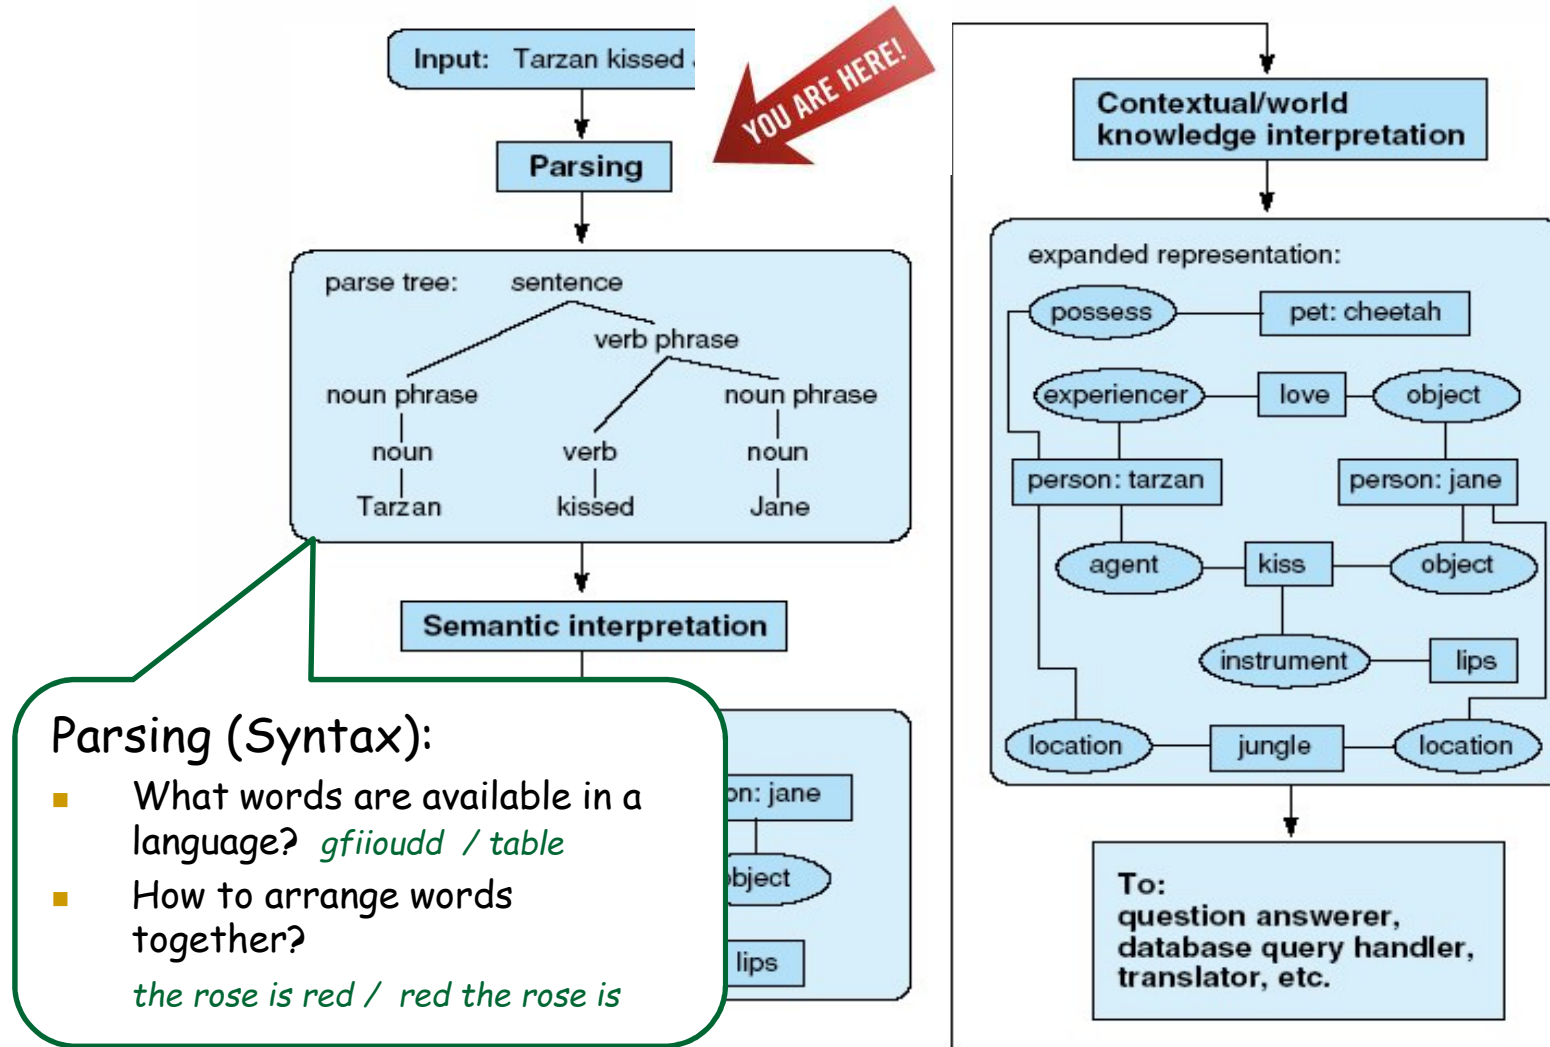 Input: Tarzan kissed
YOU ARE HERE!
Parsing
parse tree: sentence
verb phrase
noun phrase noun phrase
noun verb noun
Tarzan kissed Jane
Semantic interpretation
Parsing (Syntax):
What words are available in a
language? gfiioudd / table
How to arrange words
together?
the rose is red / red the rose is
on: jane
object
lips
Contextual/world
knowledge interpretation
expanded representation:
possess pet: cheetah
experiencer love object
person: tarzan person: jane
agent kiss object
instrument lips
location jungle location
To:
question answerer,
database query handler,
translator, etc.